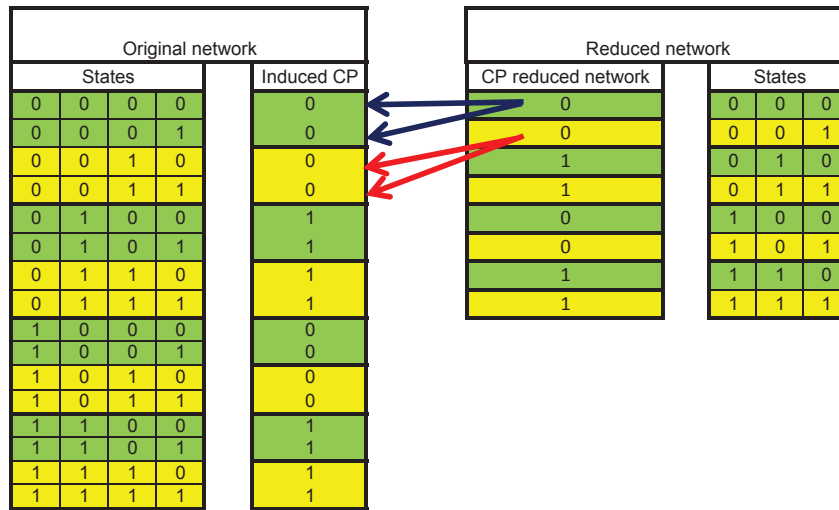 Original network Reduced network
States Induced CP CP reduced network States
0 0 0 0 0 0 0 0 0
0 0 0 1 0 0 0 0 1
0 0 1 0 0 1 0 1 0
0 0 1 1 0 1 0 1 1
0 1 0 0 1 0 1 0 0
0 1 0 1 1 0 1 0 1
0 1 1 0 1 1 1 1 0
0 1 1 1 1 1 1 1 1
1 0 0 0 0
1 0 0 1 0
1 0 1 0 0
1 0 1 1 0
1 1 0 0 1
1 1 0 1 1
1 1 1 0 1
1 1 1 1 1